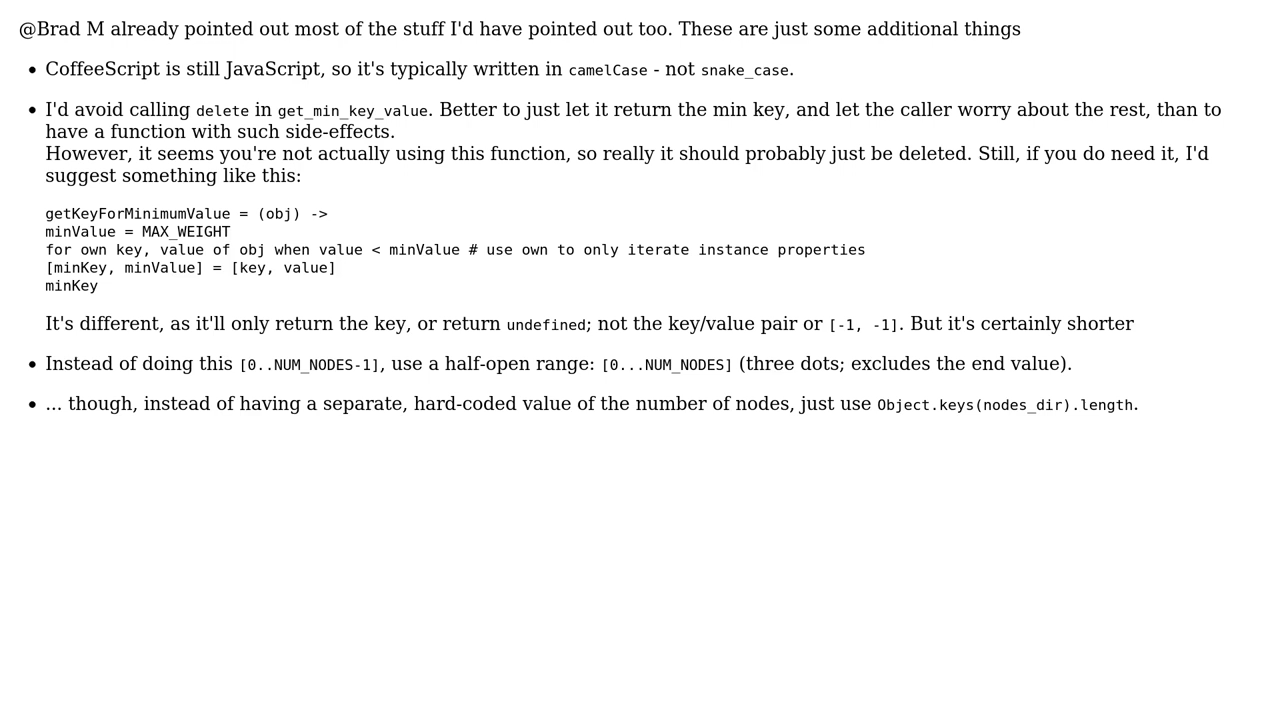 @Brad M already pointed out most of the stuff I'd have pointed out too. These are just some additional things
• CoffeeScript is still JavaScript, so it's typically written in camelCase - not snake_case.
• I'd avoid calling delete in get_min_key_value. Better to just let it return the min key, and let the caller worry about the rest, than to
have a function with such side-effects.
However, it seems you're not actually using this function, so really it should probably just be deleted. Still, if you do need it, I'd
suggest something like this:
getKeyForMinimumValue = (obj) ->
minValue = MAX_WEIGHT
for own key, value of obj when value < minValue # use own to only iterate instance properties
[minKey, minValue] = [key, value]
minKey
It's different, as it'll only return the key, or return undefined; not the key/value pair or [-1, -1]. But it's certainly shorter
• Instead of doing this [0..NUM_NODES-1], use a half-open range: [0...NUM_NODES] (three dots; excludes the end value).
• ... though, instead of having a separate, hard-coded value of the number of nodes, just use Object.keys(nodes_dir).length.